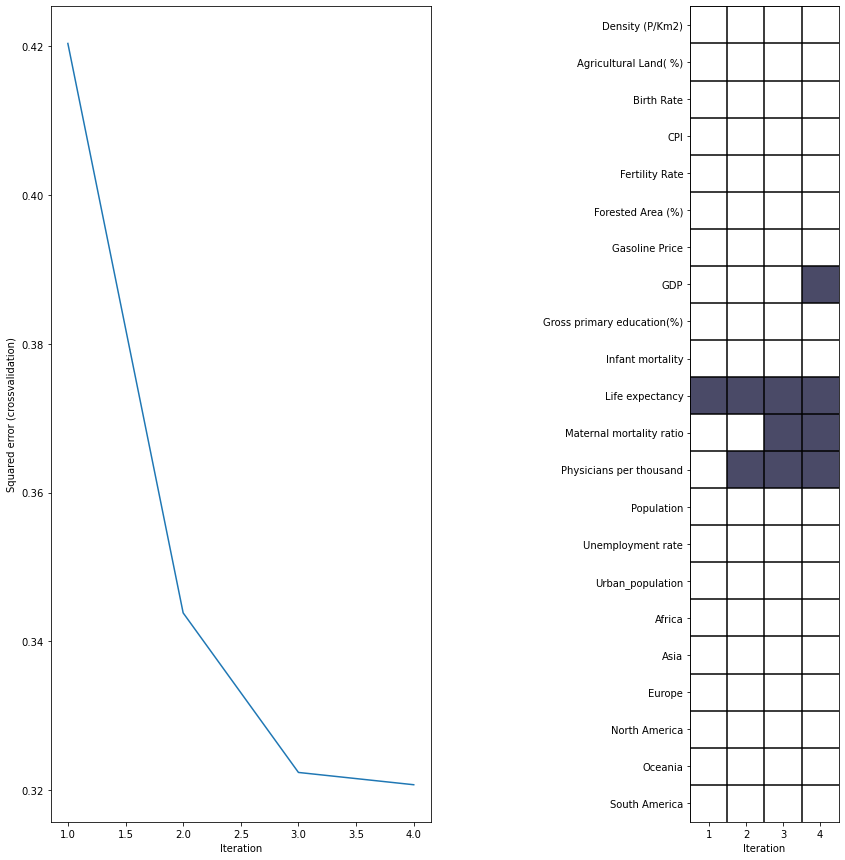 Squared error (crossvalidation)
0.42
0.40
0.38
0.36
0.34
0.32
1.0 1.5 2.0 2.5 3.0 3.5 4.0
Iteration
Density (P/Km2)
Agricultural Land( %)
Birth Rate
CPI
Fertility Rate
Forested Area (%)
Gasoline Price
GDP
Gross primary education(%)
Infant mortality
Life expectancy
Maternal mortality ratio
Physicians per thousand
Population
Unemployment rate
Urban_population
Africa
Asia
Europe
North America
Oceania
South America
1 2 3 4
Iteration